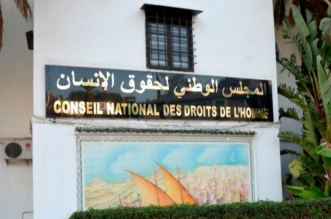 المجلس الوطني لحقوق الإنسان
CONSEIL NATIONAL DES DROITS DE L'HOMME